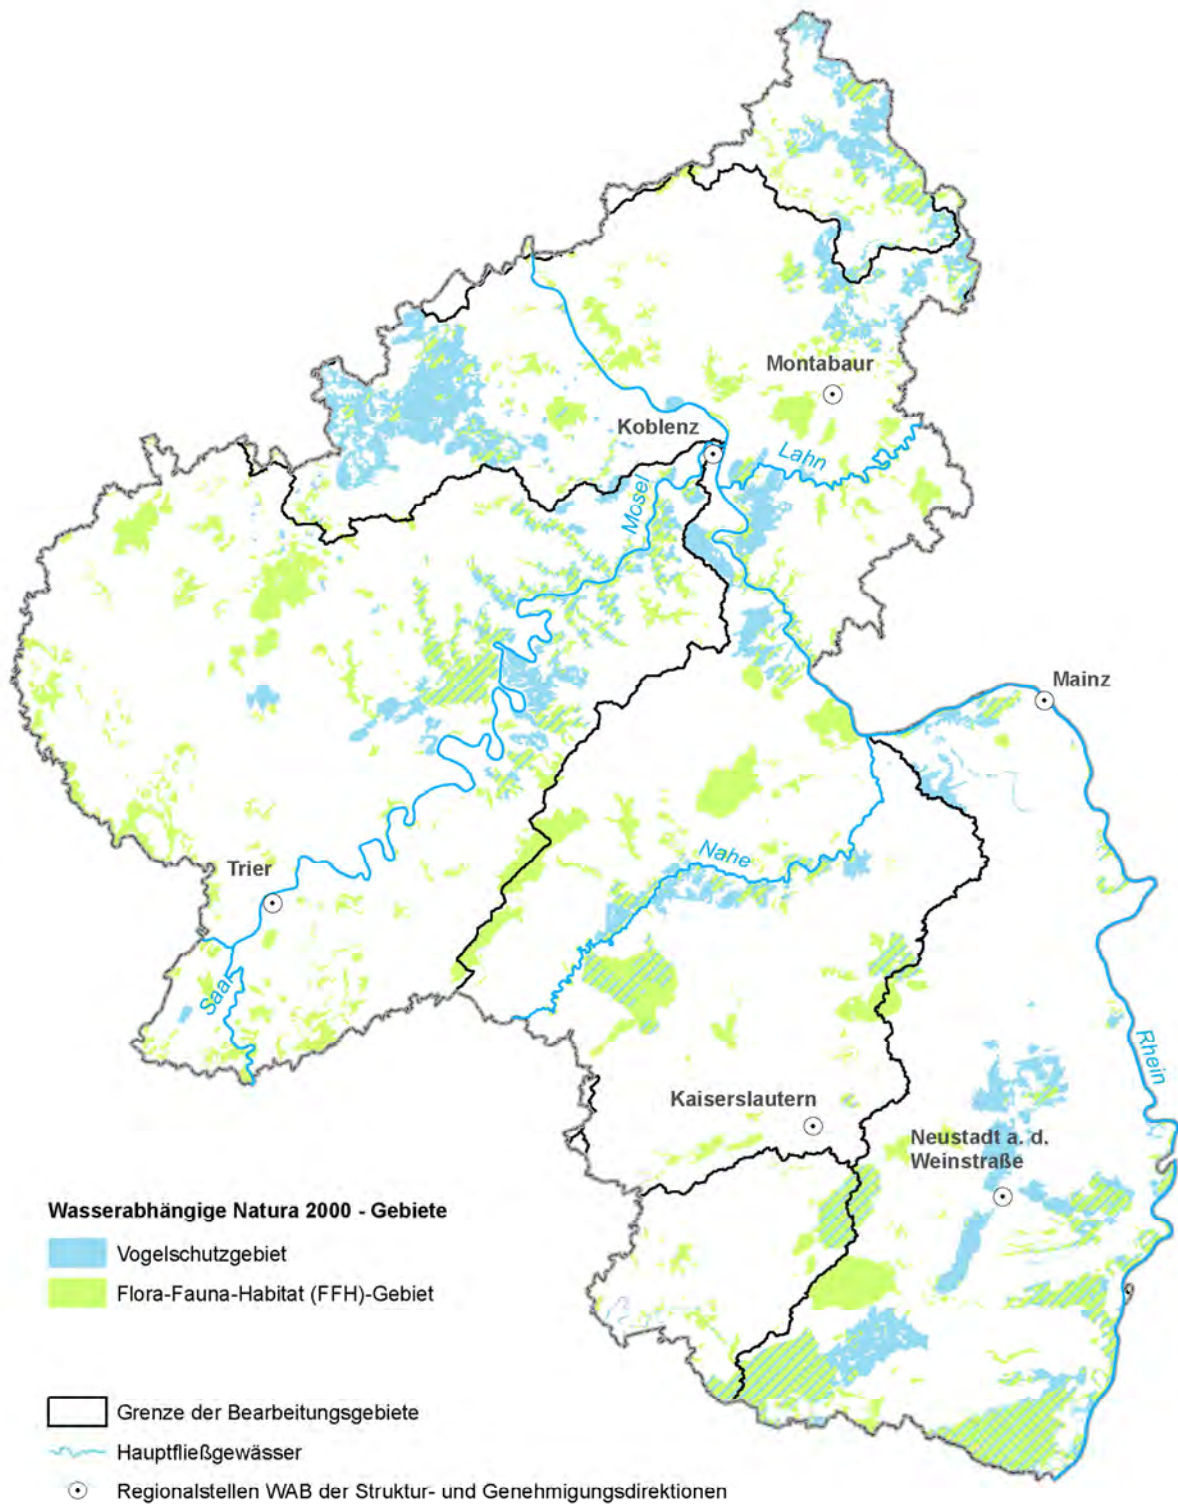 Montabaur
Koblenz
Lahn
Mosel
Mainz
Nahe
Trier
Saar
Rhein
Kaiserslautern
Neustadt a. d.
Weinstraße
Wasserabhängige Natura 2000 - Gebiete
Vogelschutzgebiet
Flora-Fauna-Habitat (FFH)-Gebiet
Grenze der Bearbeitungsgebiete
Hauptfließgewässer
Regionalstellen WAB der Struktur- und Genehmigungsdirektionen